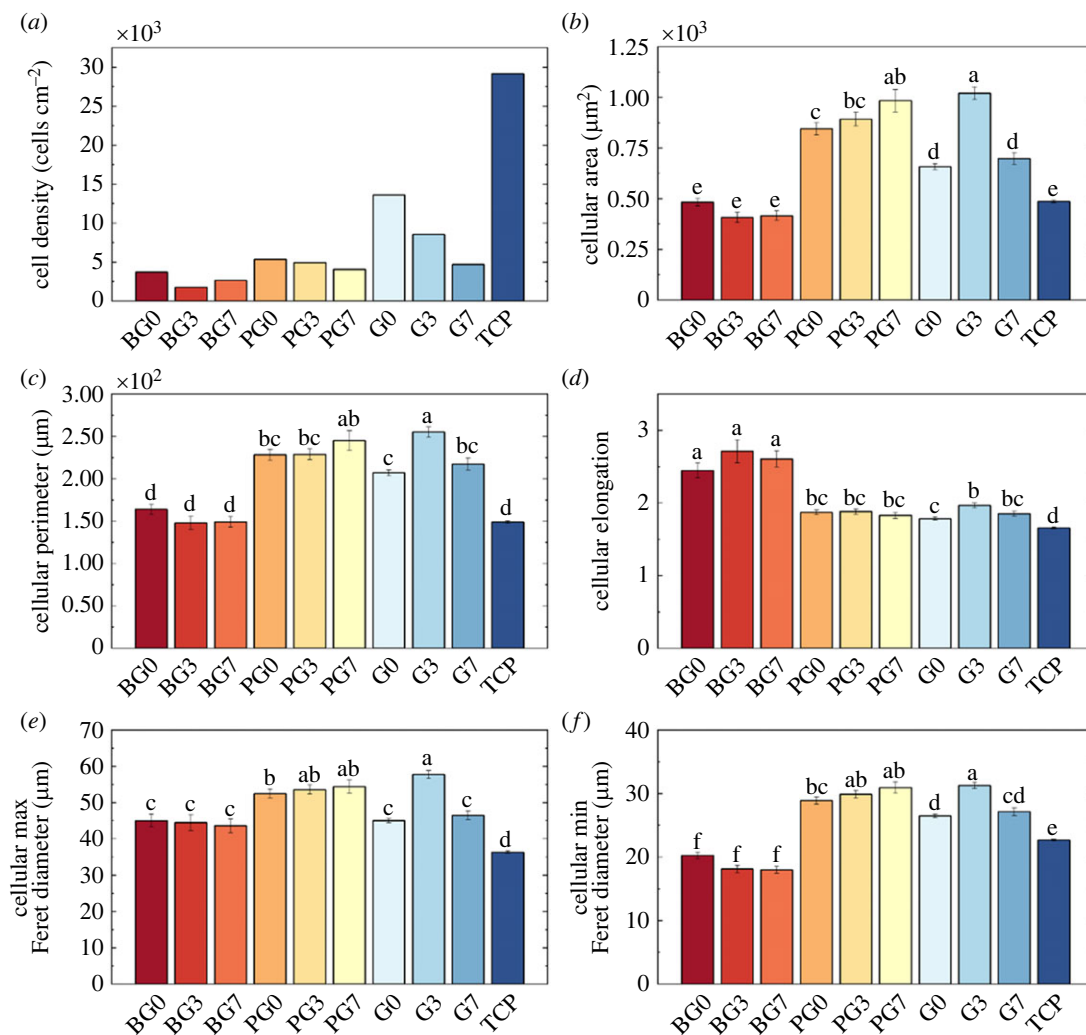 (a)
×10³
cell density (cells cm⁻²)
30
25
20
15
10
5
0
BG0 BG3 BG7 PG0 PG3 PG7 G0 G3 G7 TCP
(b)
×10³
cellular area (µm²)
1.25
1.00
0.75
0.50
0.25
0
e e e c bc ab d a d e
BG0 BG3 BG7 PG0 PG3 PG7 G0 G3 G7 TCP
(c)
×10²
cellular perimeter (µm)
3.00
2.50
2.00
1.50
1.00
0.50
0
d d d bc bc ab c a bc d
BG0 BG3 BG7 PG0 PG3 PG7 G0 G3 G7 TCP
(d)
cellular elongation
3
2
1
0
a a a bc bc bc c b bc d
BG0 BG3 BG7 PG0 PG3 PG7 G0 G3 G7 TCP
(e)
cellular max
Feret diameter (µm)
70
60
50
40
30
20
10
0
c c c b ab ab c a c d
BG0 BG3 BG7 PG0 PG3 PG7 G0 G3 G7 TCP
(f)
cellular min
Feret diameter (µm)
40
30
20
10
0
f f f bc ab ab d a cd e
BG0 BG3 BG7 PG0 PG3 PG7 G0 G3 G7 TCP